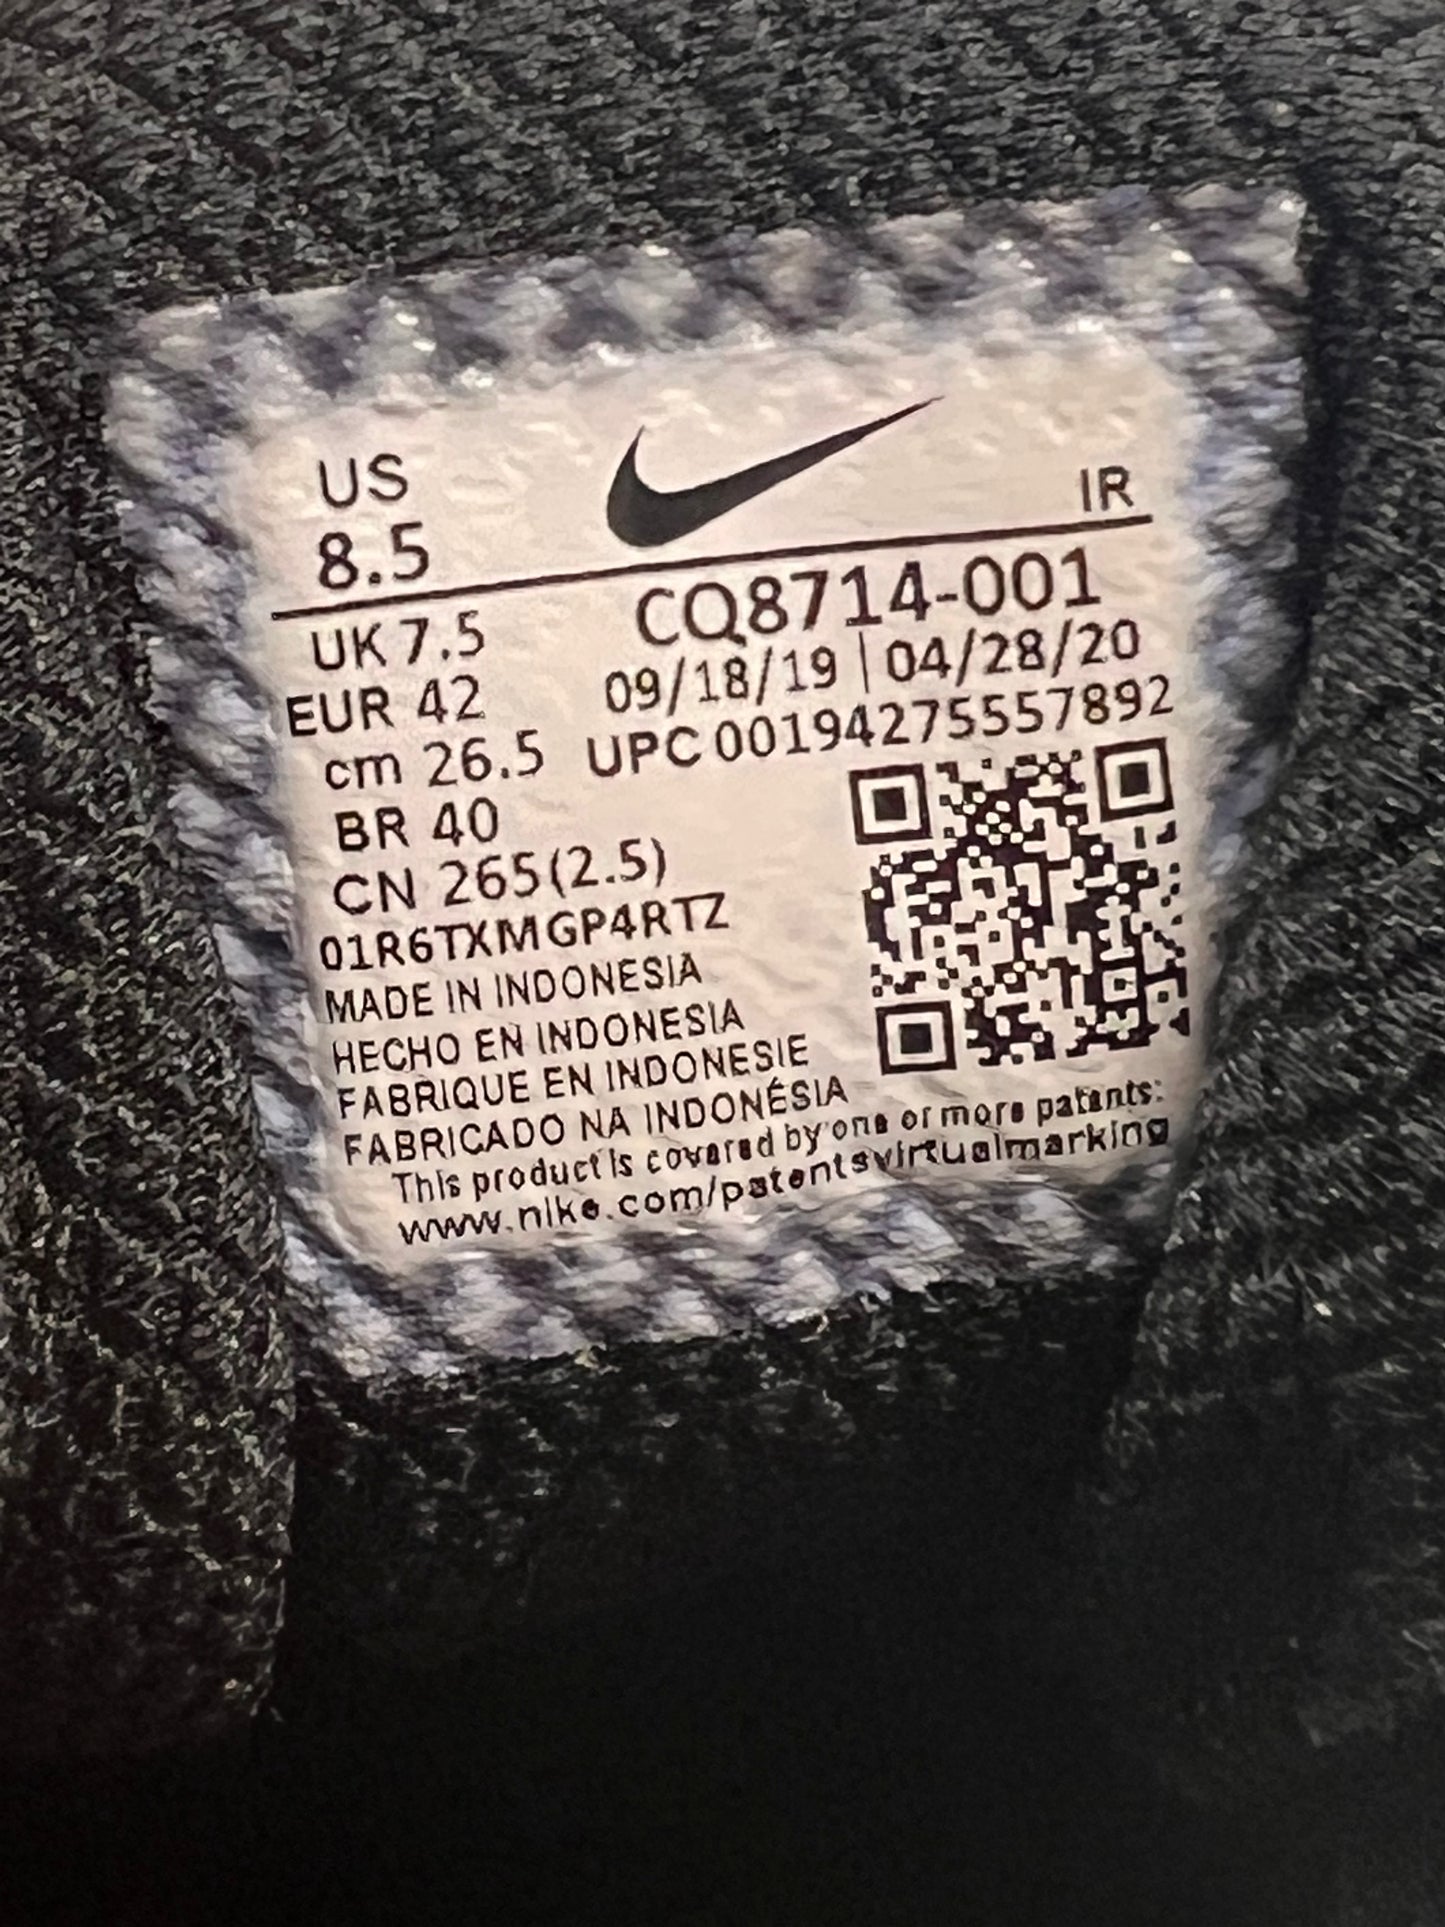 US
8.5
IR
UK 7.5
CQ8714-001
EUR 42
09/18/19 | 04/28/20
cm 26.5
UPC 00194275557892
BR 40
CN 265(2.5)
01R6TXMGP4RTZ
MADE IN INDONESIA
HECHO EN INDONESIA
FABRIQUE EN INDONESIE
FABRICADO NA INDONÉSIA
This product is covered by one or more patents:
www.nike.com/patentsvirtualmarking